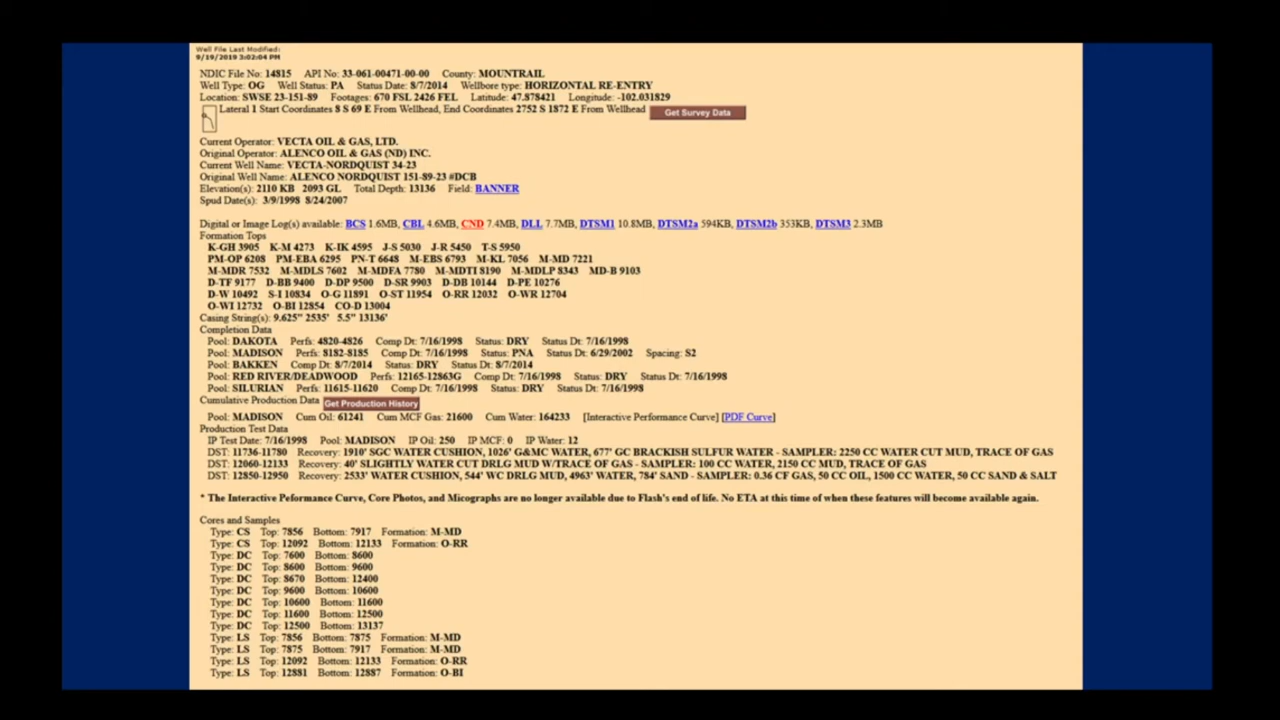 Well File Last Modified:
9/19/2019 3:02:04 PM
NDIC File No: 14815 API No: 33-061-00471-00-00 County: MOUNTRAIL
Well Type: OG Well Status: PA Status Date: 8/7/2014 Wellbore type: HORIZONTAL RE-ENTRY
Location: SWSE 23-151-89 Footages: 670 FSL 2426 FEL Latitude: 47.878421 Longitude: -102.031829
Lateral 1 Start Coordinates 8 S 69 E From Wellhead, End Coordinates 2752 S 1872 E From Wellhead Get Survey Data
Current Operator: VECTA OIL & GAS, LTD.
Original Operator: ALENCO OIL & GAS (ND) INC.
Current Well Name: VECTA-NORDQUIST 34-23
Original Well Name: ALENCO NORDQUIST 151-89-23 #DCB
Elevation(s): 2110 KB 2093 GL Total Depth: 13136 Field: BANNER
Spud Date(s): 3/9/1998 8/24/2007
Digital or Image Log(s) available: BCS 1.6MB, CBL 4.6MB, CND 7.4MB, DLL 7.7MB, DTSM1 10.8MB, DTSM2a 594KB, DTSM2b 353KB, DTSM3 2.3MB
Formation Tops
K-GH 3905 K-M 4273 K-IK 4595 J-S 5030 J-R 5450 T-S 5950
PM-OP 6208 PM-EBA 6295 PN-T 6648 M-EBS 6793 M-KL 7056 M-MD 7221
M-MDR 7532 M-MDLS 7602 M-MDFA 7780 M-MDTI 8190 M-MDLP 8343 MD-B 9103
D-TF 9177 D-BB 9400 D-DP 9500 D-SR 9903 D-DB 10144 D-PE 10276
D-W 10492 S-I 10834 O-G 11891 O-ST 11954 O-RR 12032 O-WR 12704
O-WI 12732 O-BI 12854 CO-D 13004
Casing String(s): 9.625" 2535' 5.5" 13136'
Completion Data
Pool: DAKOTA Perfs: 4820-4826 Comp Dt: 7/16/1998 Status: DRY Status Dt: 7/16/1998
Pool: MADISON Perfs: 8182-8185 Comp Dt: 7/16/1998 Status: PNA Status Dt: 6/29/2002 Spacing: S2
Pool: BAKKEN Comp Dt: 8/7/2014 Status: DRY Status Dt: 8/7/2014
Pool: RED RIVER/DEADWOOD Perfs: 12165-12863G Comp Dt: 7/16/1998 Status: DRY Status Dt: 7/16/1998
Pool: SILURIAN Perfs: 11615-11620 Comp Dt: 7/16/1998 Status: DRY Status Dt: 7/16/1998
Cumulative Production Data Get Production History
Pool: MADISON Cum Oil: 61241 Cum MCF Gas: 21600 Cum Water: 164233 [Interactive Performance Curve] [PDF Curve]
Production Test Data
IP Test Date: 7/16/1998 Pool: MADISON IP Oil: 250 IP MCF: 0 IP Water: 12
DST: 11736-11780 Recovery: 1910' SGC WATER CUSHION, 1026' G&MC WATER, 677' GC BRACKISH SULFUR WATER - SAMPLER: 2250 CC WATER CUT MUD, TRACE OF GAS
DST: 12060-12133 Recovery: 40' SLIGHTLY WATER CUT DRLG MUD W/TRACE OF GAS - SAMPLER: 100 CC WATER, 2150 CC MUD, TRACE OF GAS
DST: 12850-12950 Recovery: 2533' WATER CUSHION, 544' WC DRLG MUD, 4963' WATER, 784' SAND - SAMPLER: 0.36 CF GAS, 50 CC OIL, 1500 CC WATER, 50 CC SAND & SALT
* The Interactive Peformance Curve, Core Photos, and Micographs are no longer available due to Flash's end of life. No ETA at this time of when these features will become available again.
Cores and Samples
Type: CS Top: 7856 Bottom: 7917 Formation: M-MD
Type: CS Top: 12092 Bottom: 12133 Formation: O-RR
Type: DC Top: 7600 Bottom: 8600
Type: DC Top: 8600 Bottom: 9600
Type: DC Top: 8670 Bottom: 12400
Type: DC Top: 9600 Bottom: 10600
Type: DC Top: 10600 Bottom: 11600
Type: DC Top: 11600 Bottom: 12500
Type: DC Top: 12500 Bottom: 13137
Type: LS Top: 7856 Bottom: 7875 Formation: M-MD
Type: LS Top: 7875 Bottom: 7917 Formation: M-MD
Type: LS Top: 12092 Bottom: 12133 Formation: O-RR
Type: LS Top: 12881 Bottom: 12887 Formation: O-BI